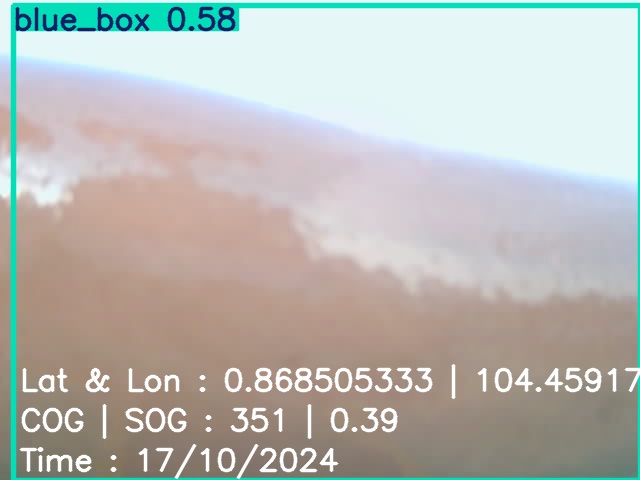 blue_box 0.58
Lat & Lon : 0.868505333 | 104.45917
COG | SOG : 351 | 0.39
Time : 17/10/2024